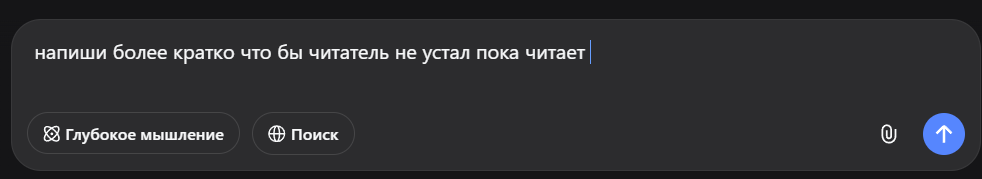 напиши более кратко что бы читатель не устал пока читает
Глубокое мышление Поиск